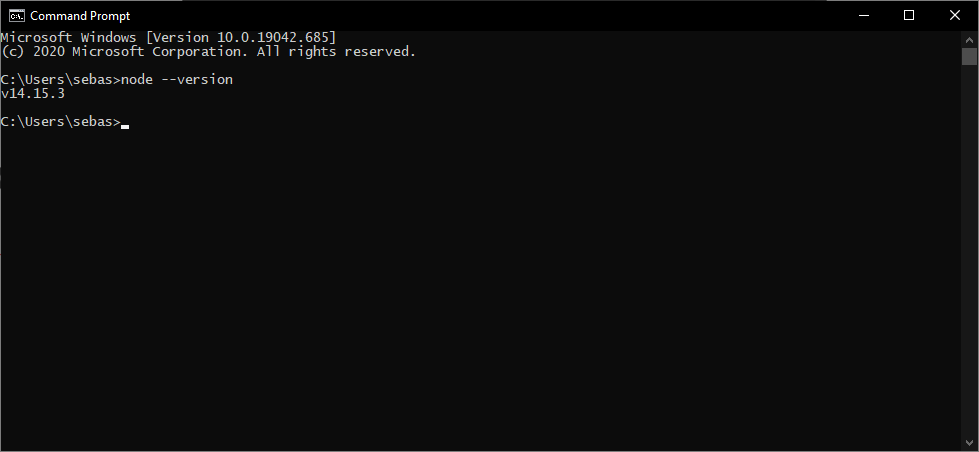 Command Prompt
Microsoft Windows [Version 10.0.19042.685]
(c) 2020 Microsoft Corporation. All rights reserved.
C:\Users\sebas>node --version
v14.15.3
C:\Users\sebas>